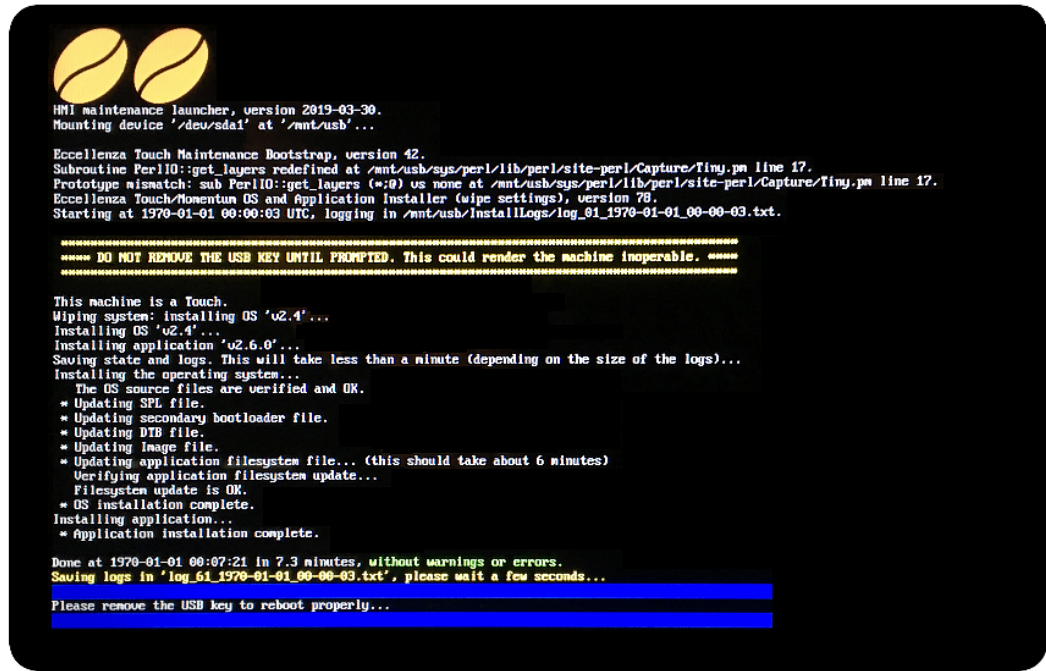 HMI maintenance launcher, version 2019-03-30.
Mounting device '/dev/sda1' at '/mnt/usb'...
Eccellenza Touch Maintenance Bootstrap, version 42.
Subroutine PerlIO::get_layers redefined at /mnt/usb/sys/perl/lib/perl/site-perl/Capture/Tiny.pm line 17.
Prototype mismatch: sub PerlIO::get_layers (*;@) vs none at /mnt/usb/sys/perl/lib/perl/site-perl/Capture/Tiny.pm line 17.
Eccellenza Touch/Momentum OS and Application Installer (wipe settings), version 78.
Starting at 1970-01-01 00:00:03 UTC, logging in /mnt/usb/InstallLogs/log_01_1970-01-01_00-00-03.txt.
**** DO NOT REMOVE THE USB KEY UNTIL PROMPTED. This could render the machine inoperable. ****
This machine is a Touch.
Wiping system: installing OS 'v2.4'...
Installing OS 'v2.4'...
Installing application 'v2.6.0'...
Saving state and logs. This will take less than a minute (depending on the size of the logs)...
Installing the operating system...
The OS source files are verified and OK.
* Updating SPL file.
* Updating secondary bootloader file.
* Updating DTB file.
* Updating Image file.
* Updating application filesystem file... (this should take about 6 minutes)
Verifying application filesystem update...
Filesystem update is OK.
* OS installation complete.
Installing application...
* Application installation complete.
Done at 1970-01-01 00:07:21 in 7.3 minutes, without warnings or errors.
Saving logs in 'log_61_1970-01-01_00-00-03.txt', please wait a few seconds...
Please remove the USB key to reboot properly...